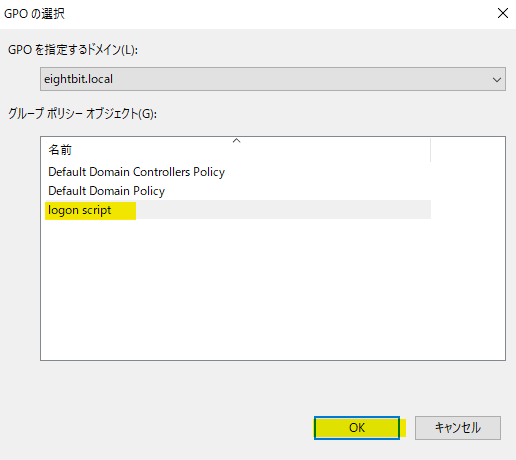 GPO の選択
GPO を指定するドメイン(L):
eightbit.local
グループ ポリシー オブジェクト(G):
名前
Default Domain Controllers Policy
Default Domain Policy
logon script
OK キャンセル